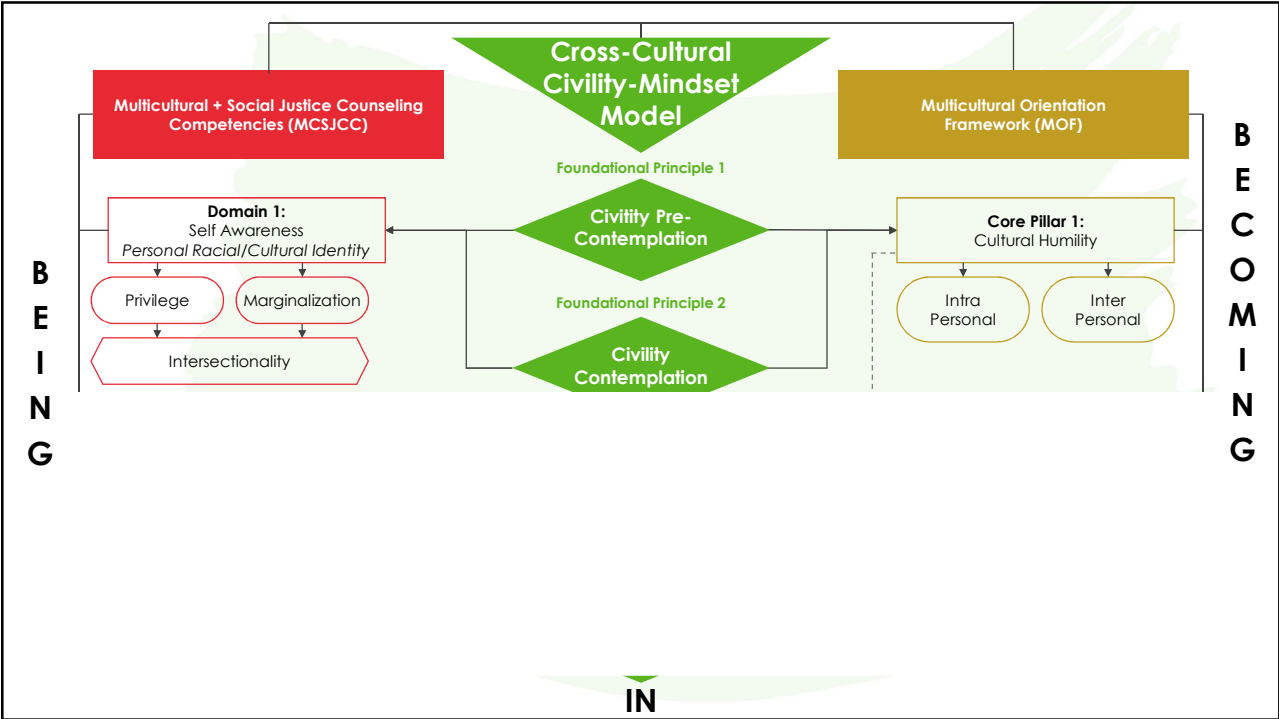 Cross-Cultural
Civility-Mindset
Model
Multicultural + Social Justice Counseling
Competencies (MCSJCC)
Multicultural Orientation
Framework (MOF)
Foundational Principle 1
Civitity Pre-
Contemplation
Domain 1:
Self Awareness
Personal Racial/Cultural Identity
Core Pillar 1:
Cultural Humility
Privilege
Marginalization
Intra
Personal
Inter
Personal
Foundational Principle 2
Civility
Contemplation
Intersectionality
B
E
I
N
G
B
E
C
O
M
I
N
G
IN